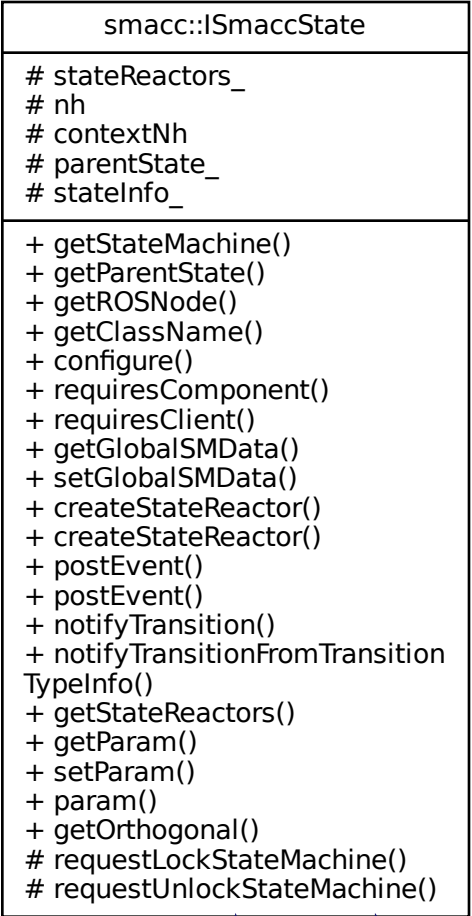 smacc::ISmaccState
# stateReactors_
# nh
# contextNh
# parentState_
# stateInfo_
+ getStateMachine()
+ getParentState()
+ getROSNode()
+ getClassName()
+ configure()
+ requiresComponent()
+ requiresClient()
+ getGlobalSMData()
+ setGlobalSMData()
+ createStateReactor()
+ createStateReactor()
+ postEvent()
+ postEvent()
+ notifyTransition()
+ notifyTransitionFromTransition
TypeInfo()
+ getStateReactors()
+ getParam()
+ setParam()
+ param()
+ getOrthogonal()
# requestLockStateMachine()
# requestUnlockStateMachine()